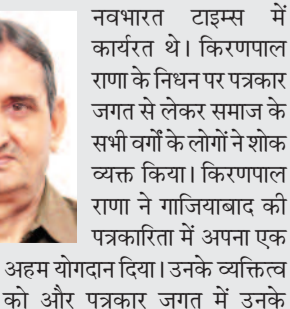 नवभारत टाइम्स में
कार्यरत थे। किरणपाल
राणा के निधन पर पत्रकार
जगत से लेकर समाज के
सभी वर्गों के लोगों ने शोक
व्यक्त किया। किरणपाल
राणा ने गाजियाबाद की
पत्रकारिता में अपना एक
अहम योगदान दिया। उनके व्यक्तित्व
को और पत्रकार जगत में उनके